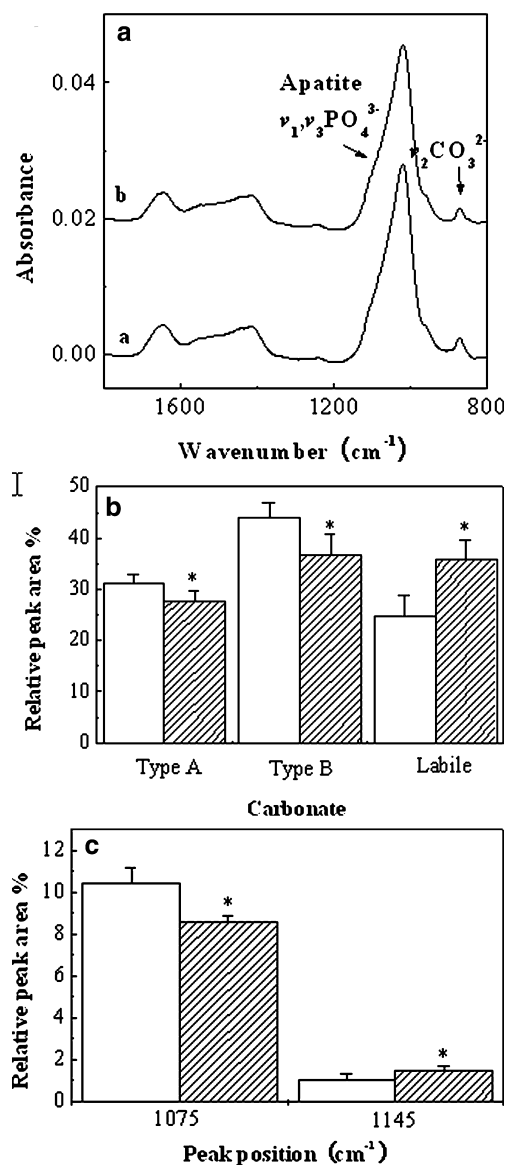 a
0.04
0.02
0.00
Absorbance
Apatite
ν1,ν3PO4 3-
ν2CO3 2-
b
a
1600 1200 800
Wavenumber (cm-1)
b
50
40
30
20
10
0
Relative peak area %
* * *
Type A Type B Labile
Carbonate
c
12
10
8
6
4
2
0
Relative peak area %
* *
1075 1145
Peak position (cm-1)